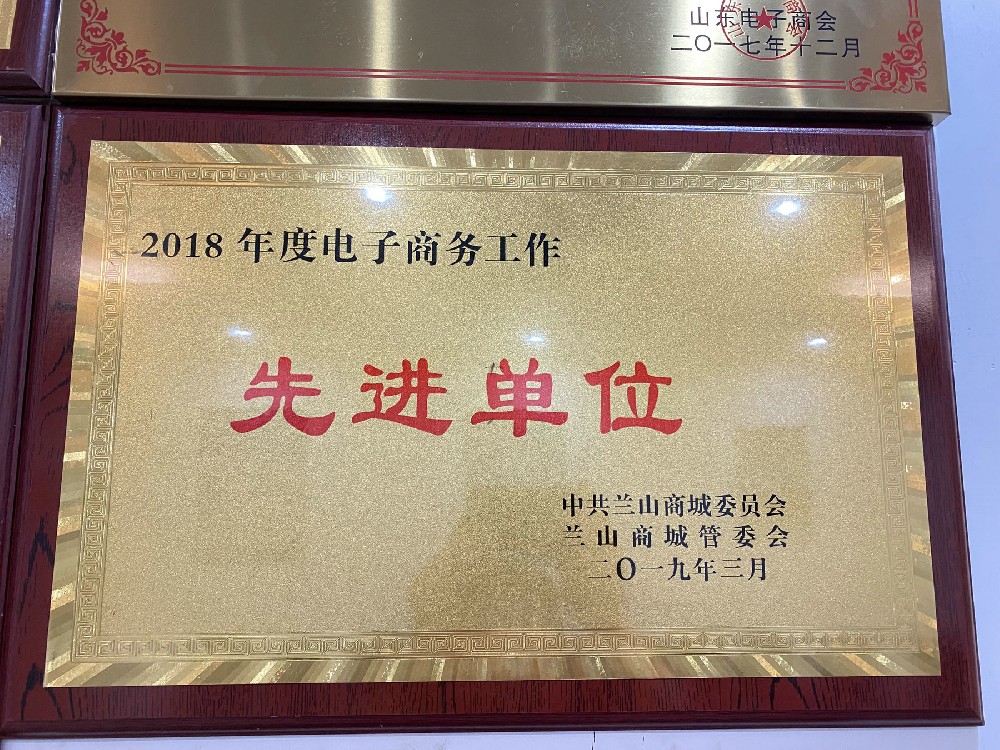 山东电子商会
二〇一七年十二月
2018 年度电子商务工作
先进单位
中共兰山商城委员会
兰山商城管委会
二〇一九年三月